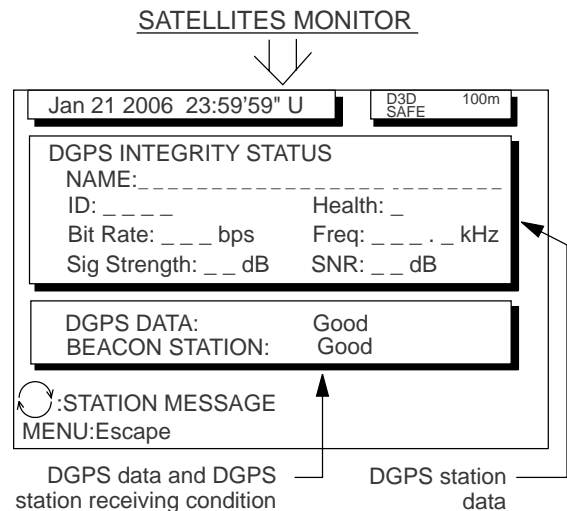 SATELLITES MONITOR
Jan 21 2006 23:59'59" U
D3D 100m
SAFE
DGPS INTEGRITY STATUS
NAME:_ _ _ _ _ _ _ _ _ _ _ _ _ _ _ _ _ _ _ _ _ _ _ _ _
ID: _ _ _ _ Health: _
Bit Rate: _ _ _ bps Freq: _ _ _ . _ kHz
Sig Strength: _ _ dB SNR: _ _ dB
DGPS DATA: Good
BEACON STATION: Good
:STATION MESSAGE
MENU:Escape
DGPS data and DGPS
station receiving condition
DGPS station
data